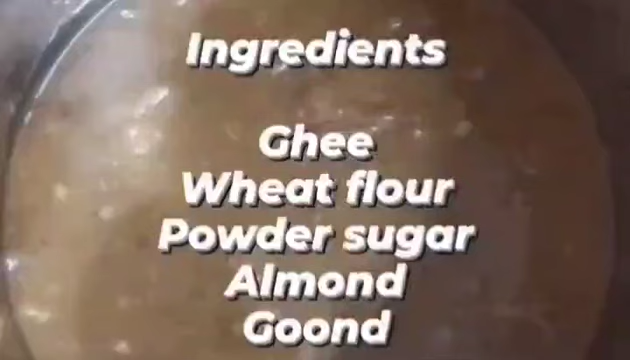 Ingredients
Ghee
Wheat flour
Powder sugar
Almond
Goond